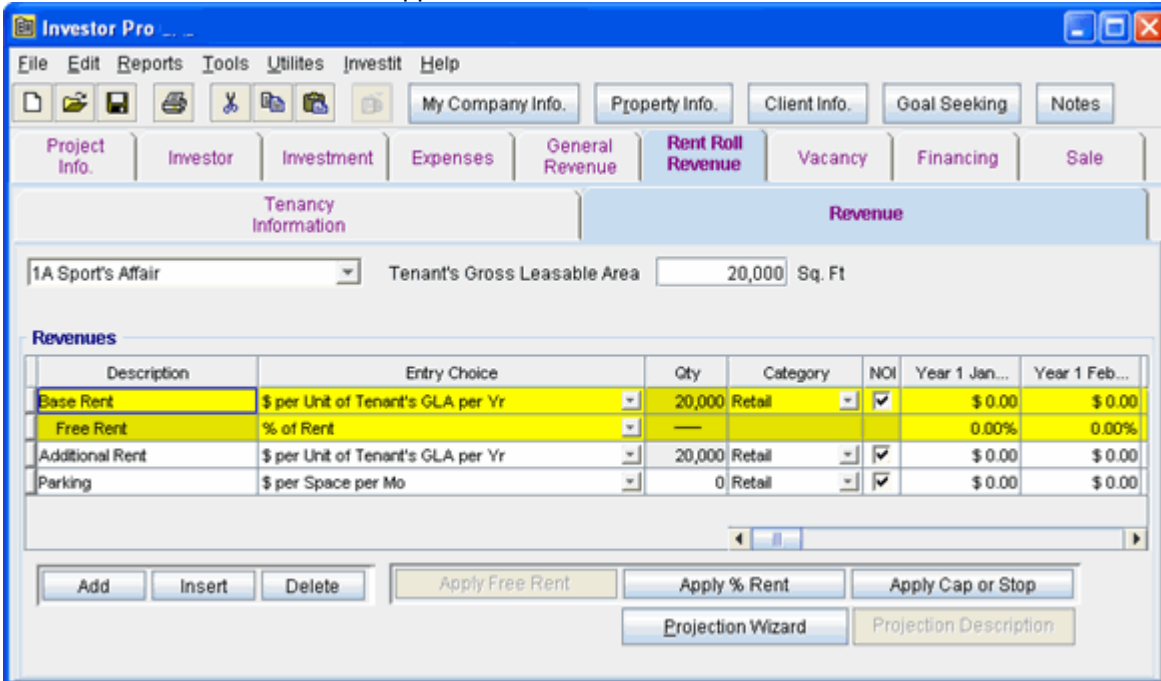 Investor Pro
File Edit Reports Tools Utilites Investit Help
My Company Info. Property Info. Client Info. Goal Seeking Notes
Project Info. Investor Investment Expenses General Revenue Rent Roll Revenue Vacancy Financing Sale
Tenancy Information Revenue
1A Sport's Affair Tenant's Gross Leasable Area 20,000 Sq. Ft
Revenues
Description Entry Choice Qty Category NOI Year 1 Jan... Year 1 Feb...
Base Rent $ per Unit of Tenant's GLA per Yr 20,000 Retail $ 0.00 $ 0.00
Free Rent % of Rent — 0.00% 0.00%
Additional Rent $ per Unit of Tenant's GLA per Yr 20,000 Retail $ 0.00 $ 0.00
Parking $ per Space per Mo 0 Retail $ 0.00 $ 0.00
Add Insert Delete Apply Free Rent Apply % Rent Apply Cap or Stop
Projection Wizard Projection Description